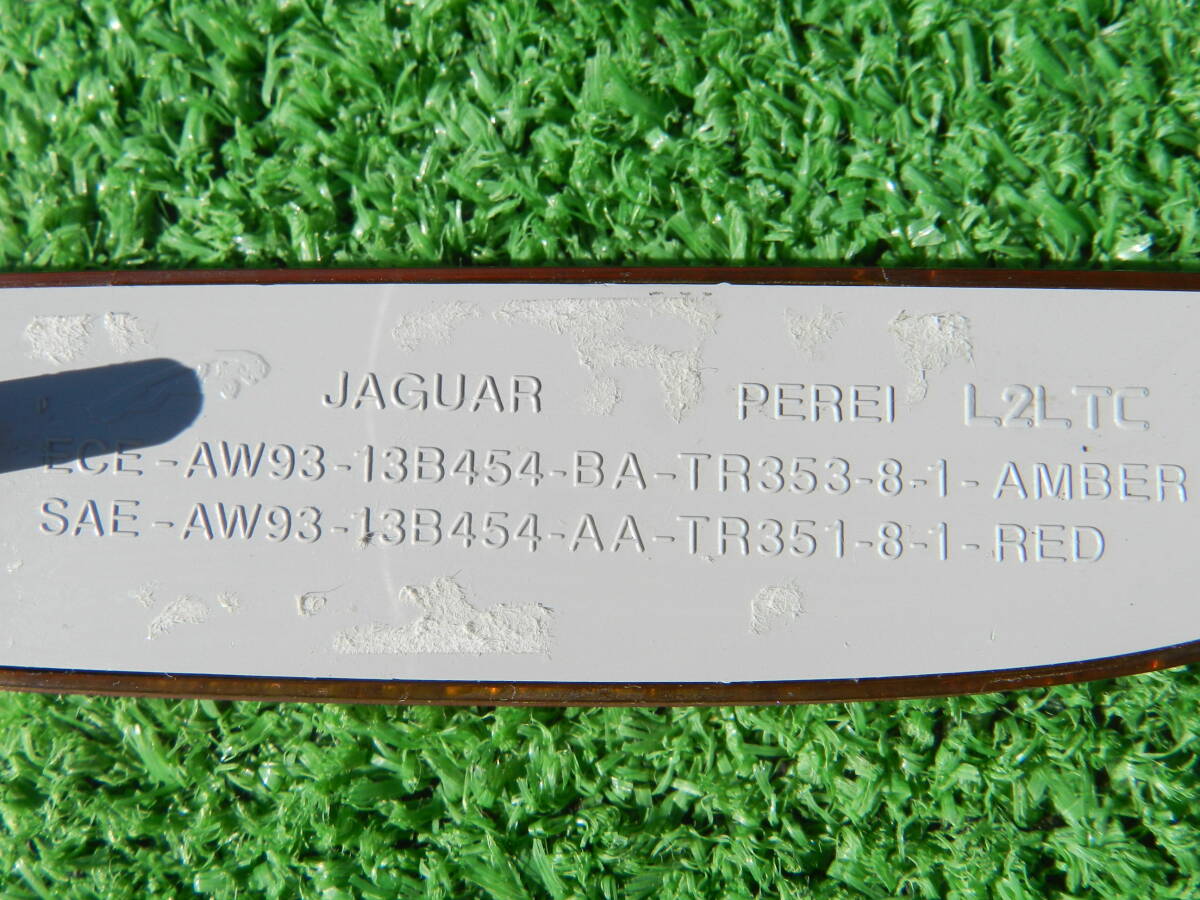 JAGUAR PEREI L2LTC
ECE-AW93-13B454-BA-TR353-8-1-AMBER
SAE-AW93-13B454-AA-TR351-8-1-RED